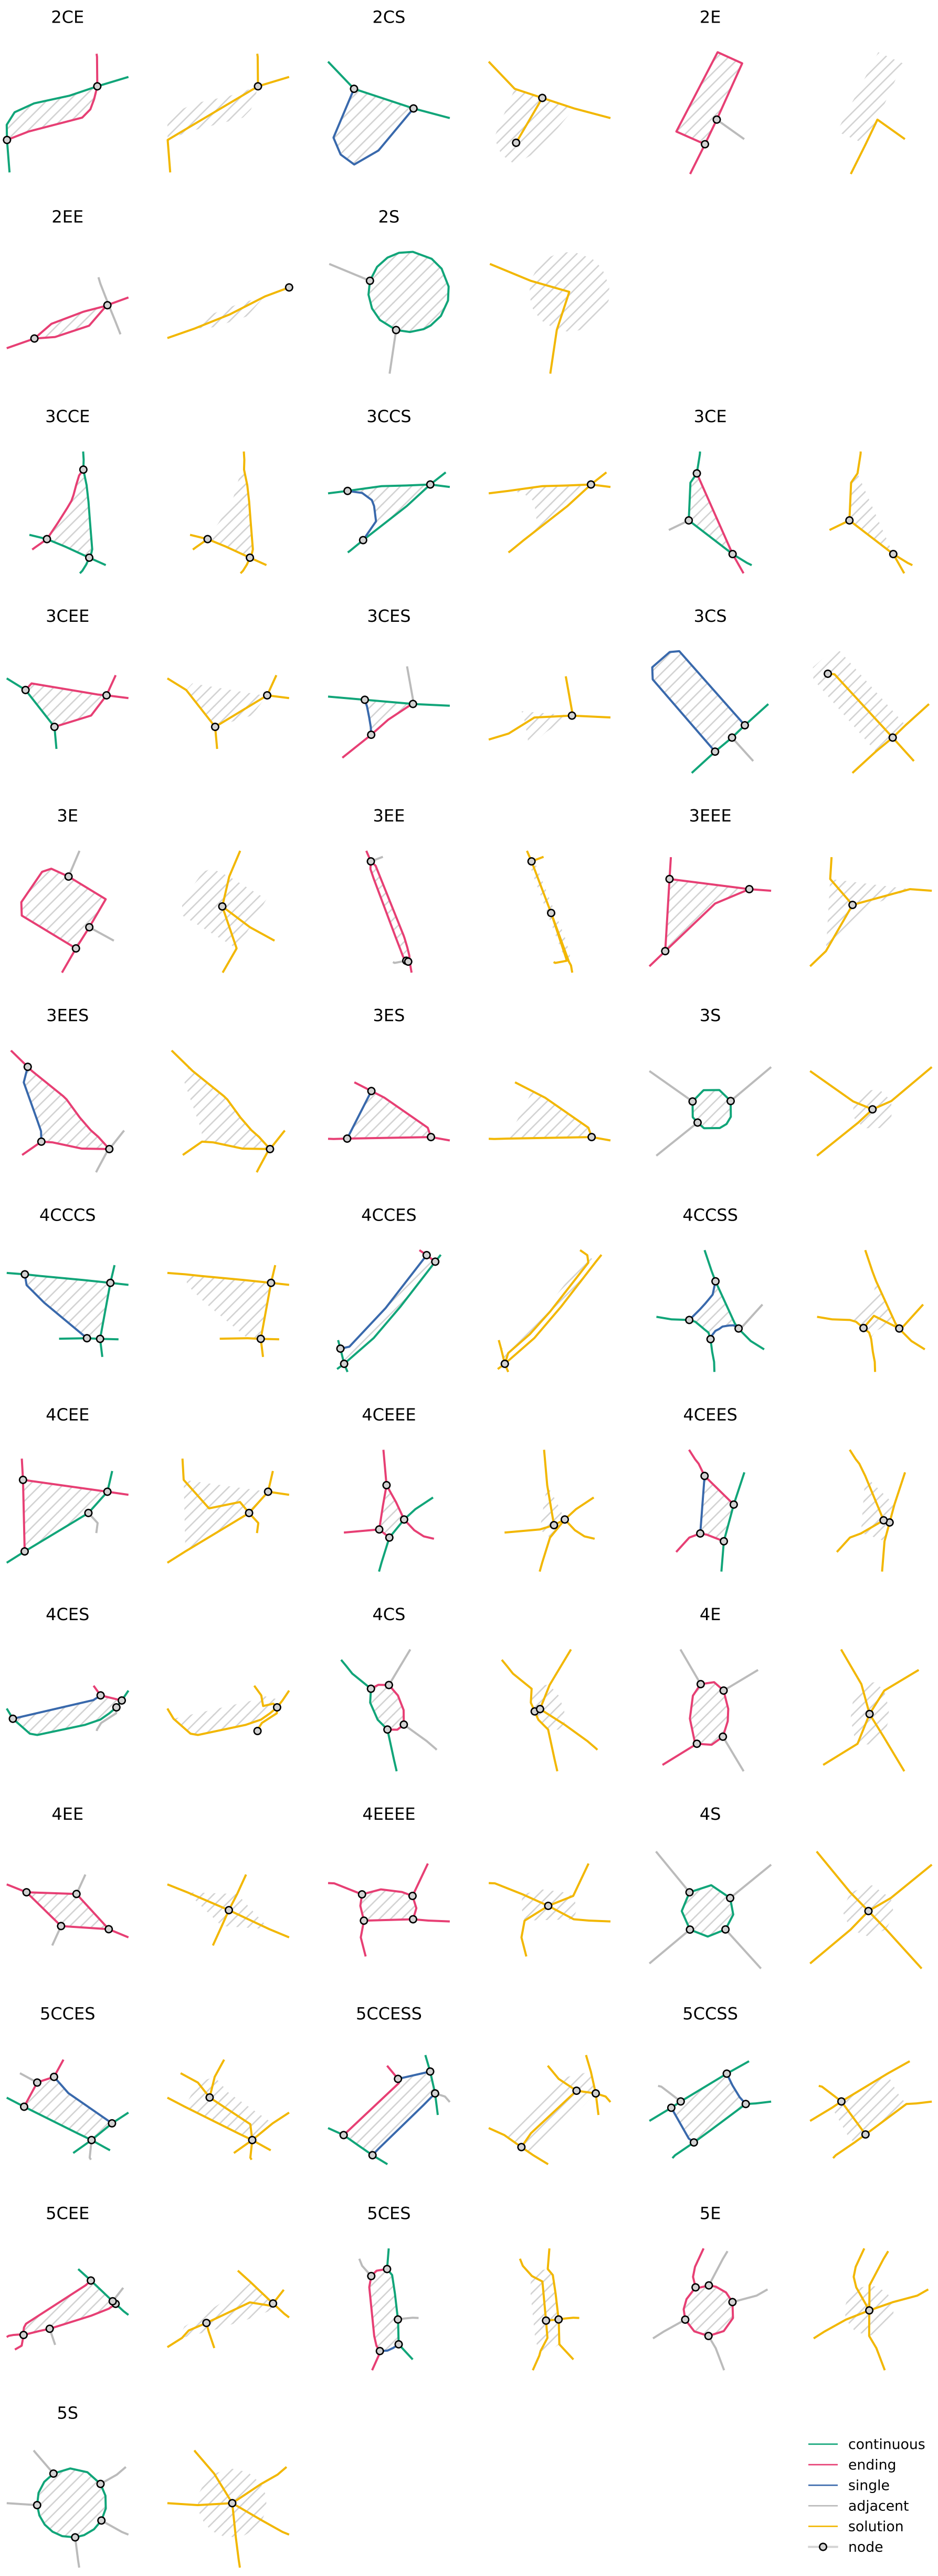 2CE 2CS 2E
2EE 2S
3CCE 3CCS 3CE
3CEE 3CES 3CS
3E 3EE 3EEE
3EES 3ES 3S
4CCCS 4CCES 4CCSS
4CEE 4CEEE 4CEES
4CES 4CS 4E
4EE 4EEEE 4S
5CCES 5CCESS 5CCSS
5CEE 5CES 5E
5S
continuous
ending
single
adjacent
solution
node